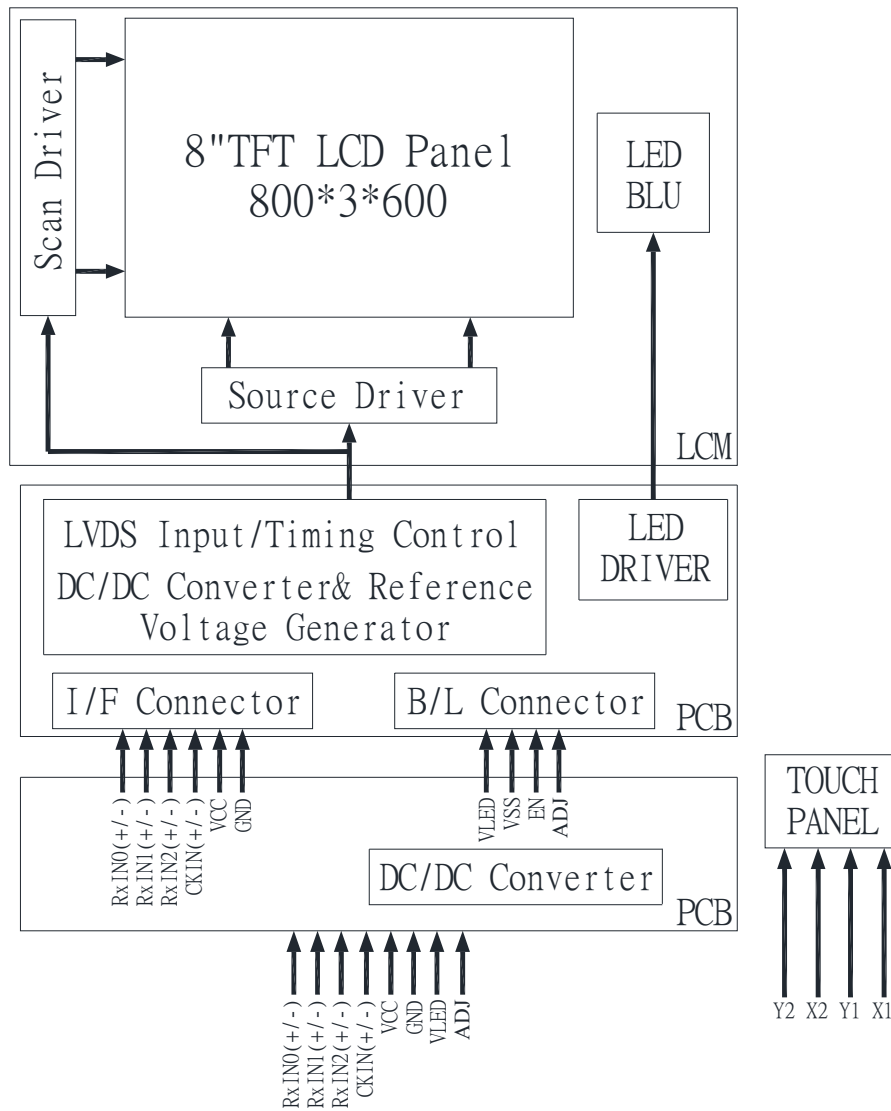 Scan Driver
8"TFT LCD Panel
800*3*600
LED
BLU
Source Driver
LCM
LVDS Input/Timing Control
DC/DC Converter& Reference
Voltage Generator
LED
DRIVER
I/F Connector
B/L Connector
PCB
RxIN0(+/-)
RxIN1(+/-)
RxIN2(+/-)
CKIN(+/-)
VCC
GND
VLED
VSS
EN
ADJ
TOUCH
PANEL
DC/DC Converter
PCB
RxIN0(+/-)
RxIN1(+/-)
RxIN2(+/-)
CKIN(+/-)
VCC
GND
VLED
ADJ
Y2 X2 Y1 X1